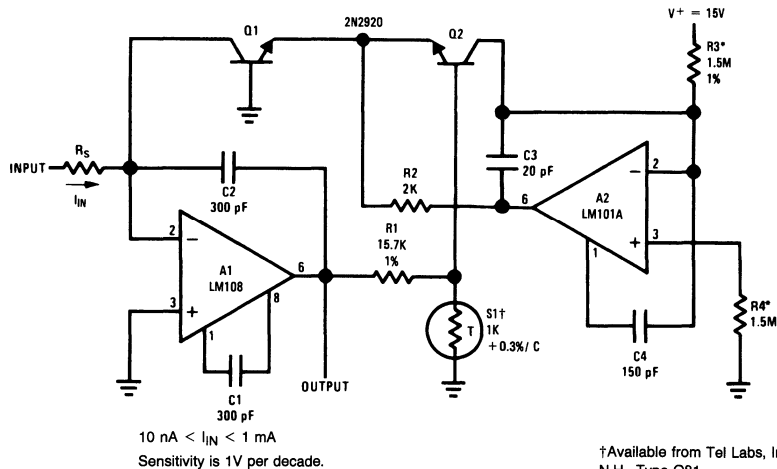 Q1
2N2920
Q2
V+ = 15V
R3*
1.5M
1%
INPUT
RS
IIN
C2
300 pF
R2
2K
C3
20 pF
R1
15.7K
1%
2
3
6
A1
LM108
1
8
C1
300 pF
OUTPUT
6
A2
LM101A
2
3
1
S1†
1K
+0.3%/ C
T
C4
150 pF
R4*
1.5M
10 nA < IIN < 1 mA
Sensitivity is 1V per decade.
†Available from Tel Labs,